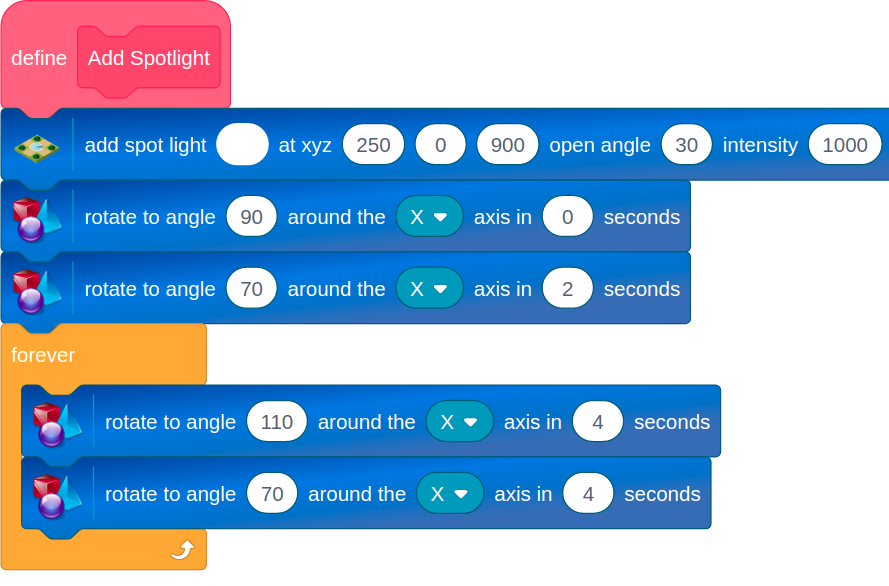 define Add Spotlight
add spot light at xyz 250 0 900 open angle 30 intensity 1000
rotate to angle 90 around the X axis in 0 seconds
rotate to angle 70 around the X axis in 2 seconds
forever
rotate to angle 110 around the X axis in 4 seconds
rotate to angle 70 around the X axis in 4 seconds